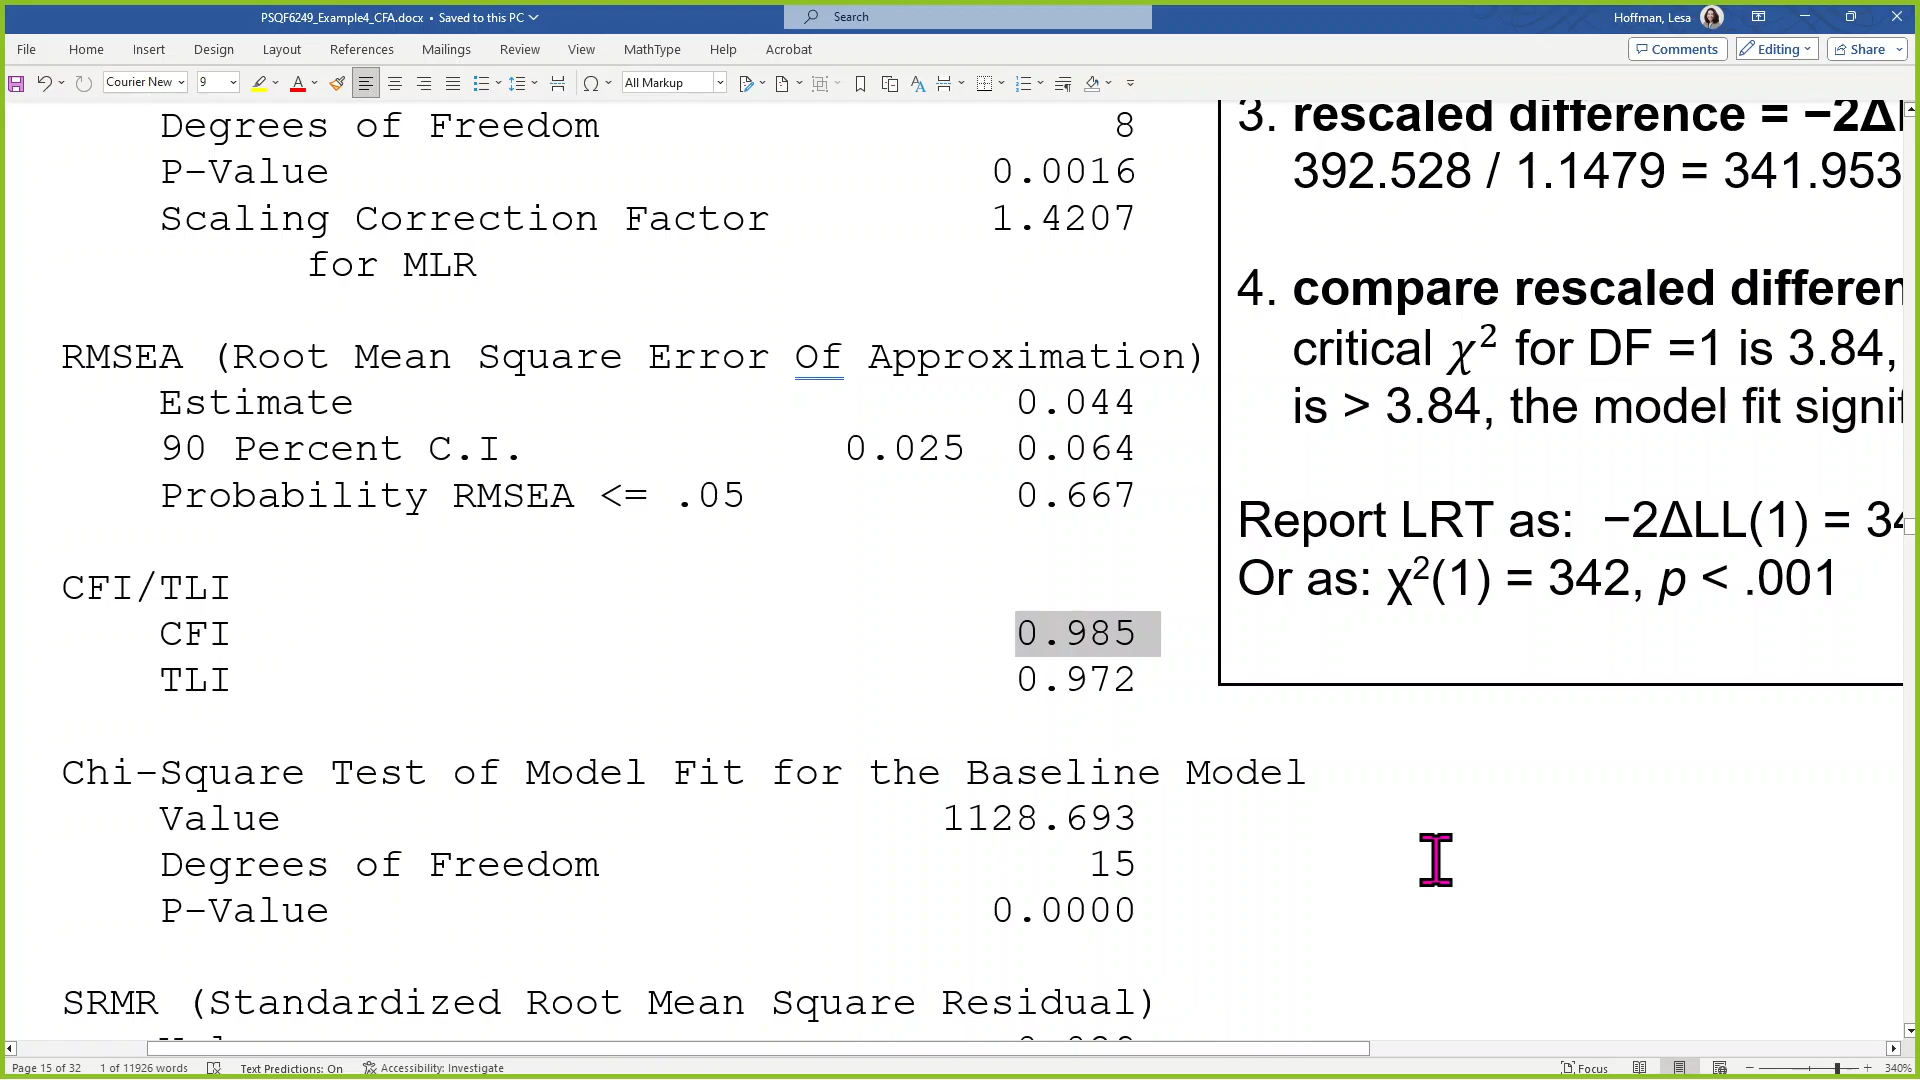 PSQF6249_Example4_CFA.docx • Saved to this PC
Search
Hoffman, Lesa
File Home Insert Design Layout References Mailings Review View MathType Help Acrobat
Comments Editing Share
Courier New 9 All Markup
Degrees of Freedom 8
P-Value 0.0016
Scaling Correction Factor 1.4207
for MLR
RMSEA (Root Mean Square Error Of Approximation)
Estimate 0.044
90 Percent C.I. 0.025 0.064
Probability RMSEA <= .05 0.667
CFI/TLI
CFI 0.985
TLI 0.972
Chi-Square Test of Model Fit for the Baseline Model
Value 1128.693
Degrees of Freedom 15
P-Value 0.0000
SRMR (Standardized Root Mean Square Residual)
3. rescaled difference = −2Δ
392.528 / 1.1479 = 341.953
4. compare rescaled differen
critical χ² for DF =1 is 3.84,
is > 3.84, the model fit signif
Report LRT as: −2ΔLL(1) = 34
Or as: χ²(1) = 342, p < .001
Page 15 of 32 1 of 11926 words Text Predictions: On Accessibility: Investigate
Focus 340%